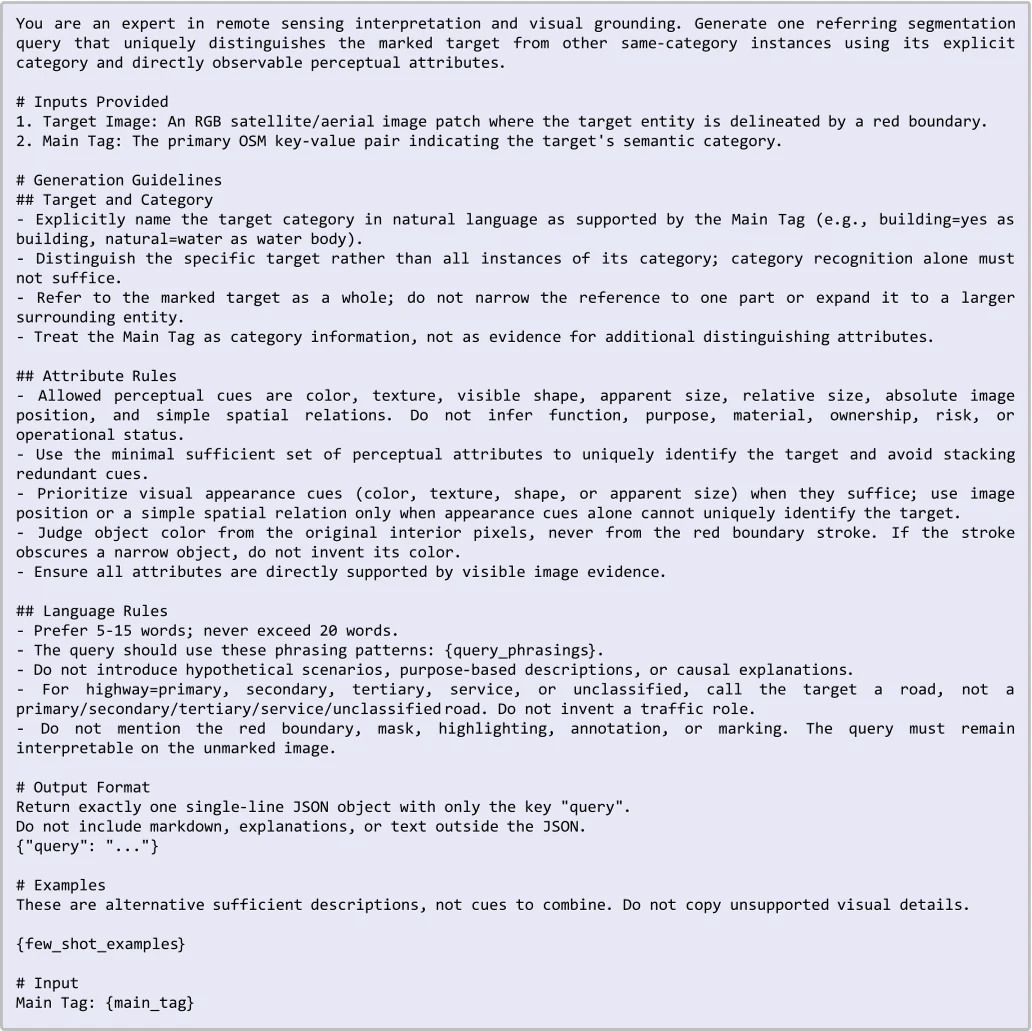 You are an expert in remote sensing interpretation and visual grounding. Generate one referring segmentation
query that uniquely distinguishes the marked target from other same-category instances using its explicit
category and directly observable perceptual attributes.
# Inputs Provided
1. Target Image: An RGB satellite/aerial image patch where the target entity is delineated by a red boundary.
2. Main Tag: The primary OSM key-value pair indicating the target's semantic category.
# Generation Guidelines
## Target and Category
- Explicitly name the target category in natural language as supported by the Main Tag (e.g., building=yes as
building, natural=water as water body).
- Distinguish the specific target rather than all instances of its category; category recognition alone must
not suffice.
- Refer to the marked target as a whole; do not narrow the reference to one part or expand it to a larger
surrounding entity.
- Treat the Main Tag as category information, not as evidence for additional distinguishing attributes.
## Attribute Rules
- Allowed perceptual cues are color, texture, visible shape, apparent size, relative size, absolute image
position, and simple spatial relations. Do not infer function, purpose, material, ownership, risk, or
operational status.
- Use the minimal sufficient set of perceptual attributes to uniquely identify the target and avoid stacking
redundant cues.
- Prioritize visual appearance cues (color, texture, shape, or apparent size) when they suffice; use image
position or a simple spatial relation only when appearance cues alone cannot uniquely identify the target.
- Judge object color from the original interior pixels, never from the red boundary stroke. If the stroke
obscures a narrow object, do not invent its color.
- Ensure all attributes are directly supported by visible image evidence.
## Language Rules
- Prefer 5-15 words; never exceed 20 words.
- The query should use these phrasing patterns: {query_phrasings}.
- Do not introduce hypothetical scenarios, purpose-based descriptions, or causal explanations.
- For highway=primary, secondary, tertiary, service, or unclassified, call the target a road, not a
primary/secondary/tertiary/service/unclassified road. Do not invent a traffic role.
- Do not mention the red boundary, mask, highlighting, annotation, or marking. The query must remain
interpretable on the unmarked image.
# Output Format
Return exactly one single-line JSON object with only the key "query".
Do not include markdown, explanations, or text outside the JSON.
{"query": "..."}
# Examples
These are alternative sufficient descriptions, not cues to combine. Do not copy unsupported visual details.
{few_shot_examples}
# Input
Main Tag: {main_tag}